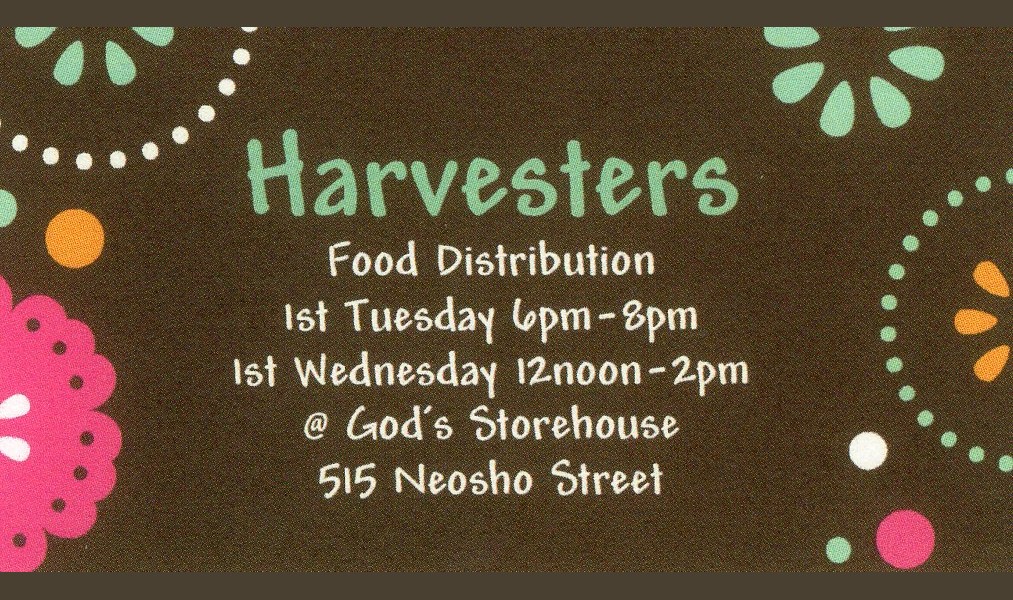 Harvesters
Food Distribution
1st Tuesday 6pm-8pm
1st Wednesday 12noon-2pm
@ God's Storehouse
515 Neosho Street